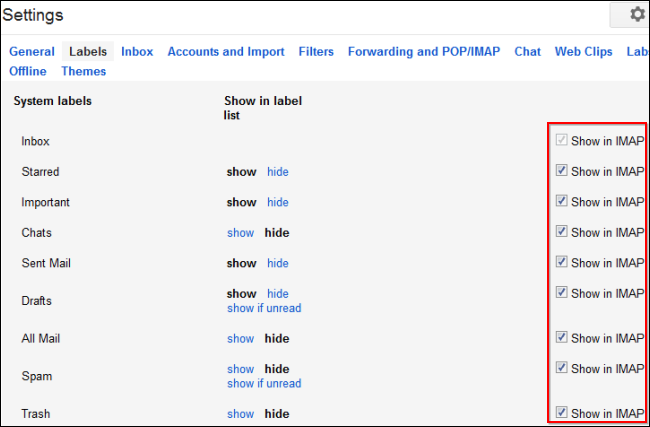 Settings
General Labels Inbox Accounts and Import Filters Forwarding and POP/IMAP Chat Web Clips Labs
Offline Themes
System labels Show in label
list
Inbox Show in IMAP
Starred show hide Show in IMAP
Important show hide Show in IMAP
Chats show hide Show in IMAP
Sent Mail show hide Show in IMAP
Drafts show hide Show in IMAP
show if unread
All Mail show hide Show in IMAP
Spam show hide Show in IMAP
show if unread
Trash show hide Show in IMAP